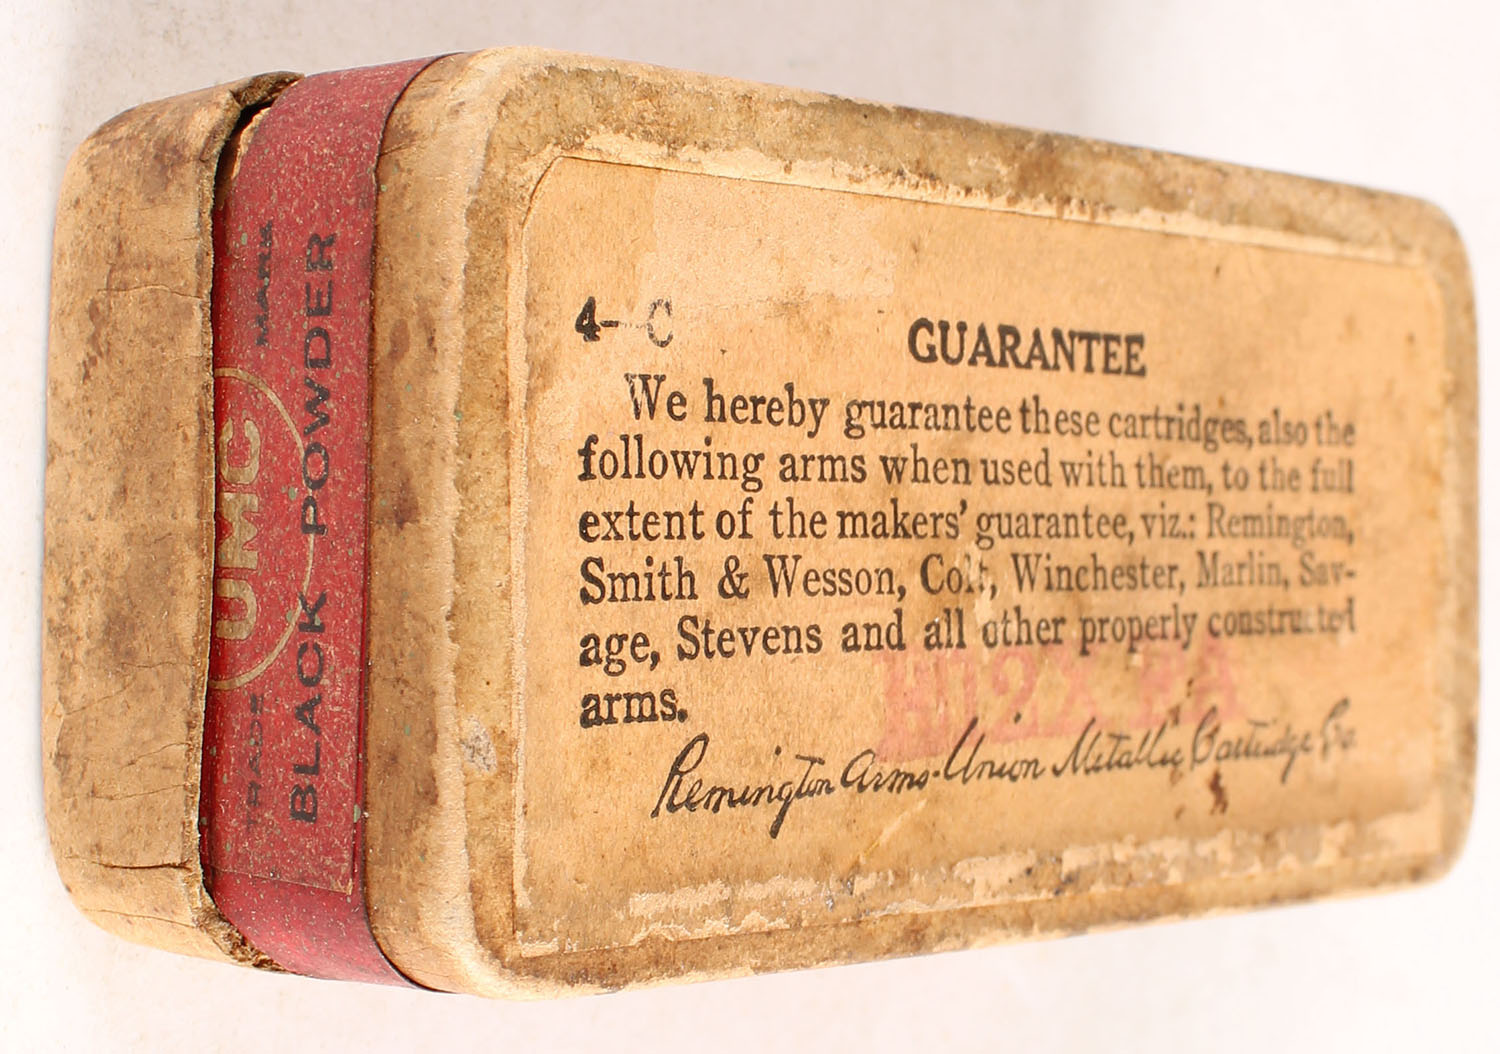 TRADE MARK
UMC
BLACK POWDER
4-C
GUARANTEE
We hereby guarantee these cartridges, also the
following arms when used with them, to the full
extent of the makers' guarantee, viz.: Remington,
Smith & Wesson, Colt, Winchester, Marlin, Sav-
age, Stevens and all other properly constructed
arms.
Remington Arms-Union Metallic Cartridge Co.